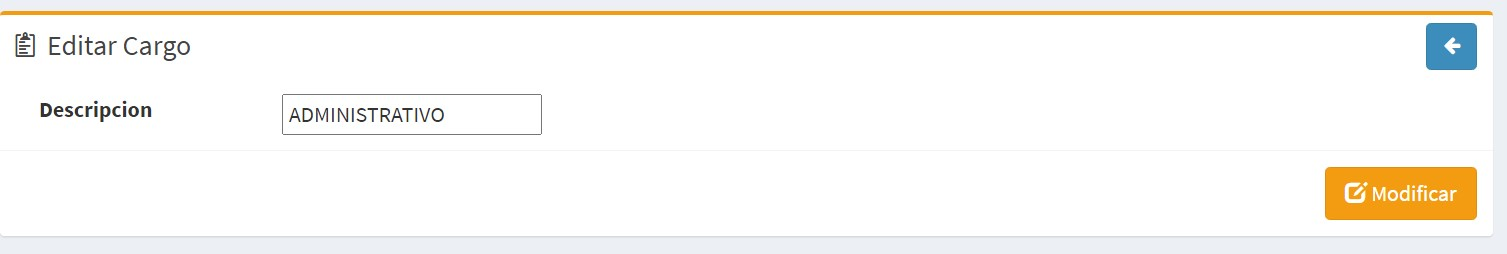 Editar Cargo
Descripcion
ADMINISTRATIVO
Modificar